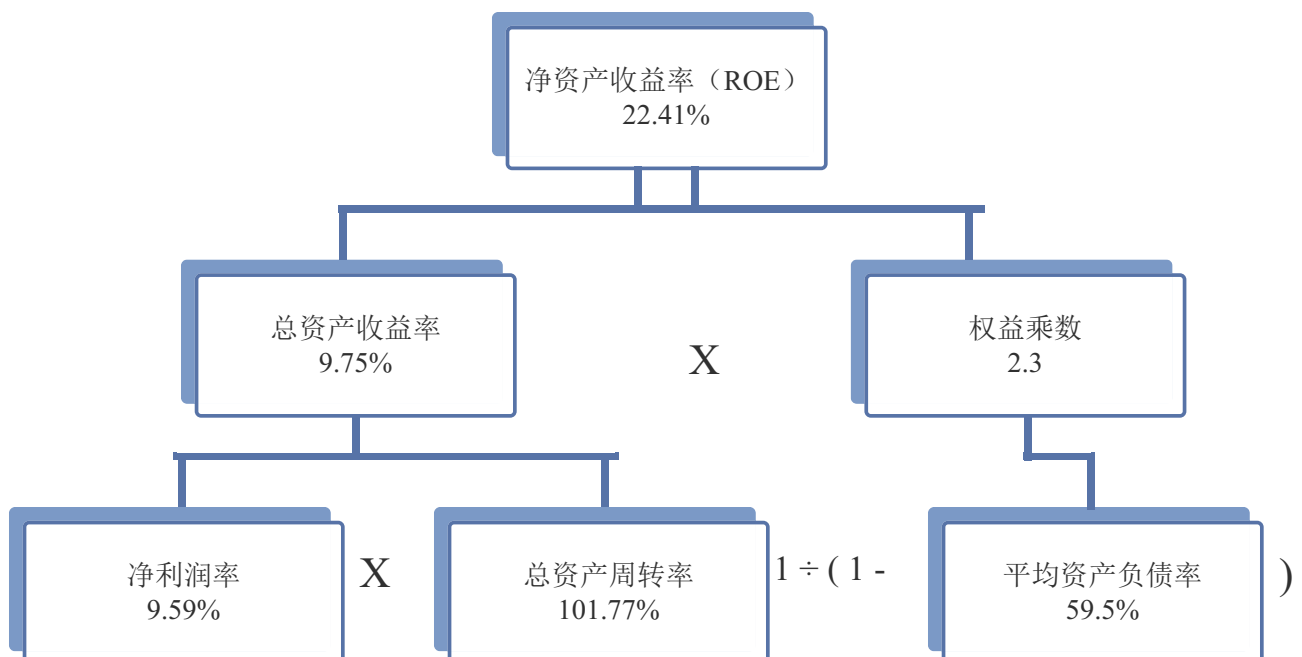 净资产收益率（ROE）
22.41%
总资产收益率
9.75%
X
权益乘数
2.3
净利润率
9.59%
X
总资产周转率
101.77%
1 ÷ ( 1 -
平均资产负债率
59.5%
)